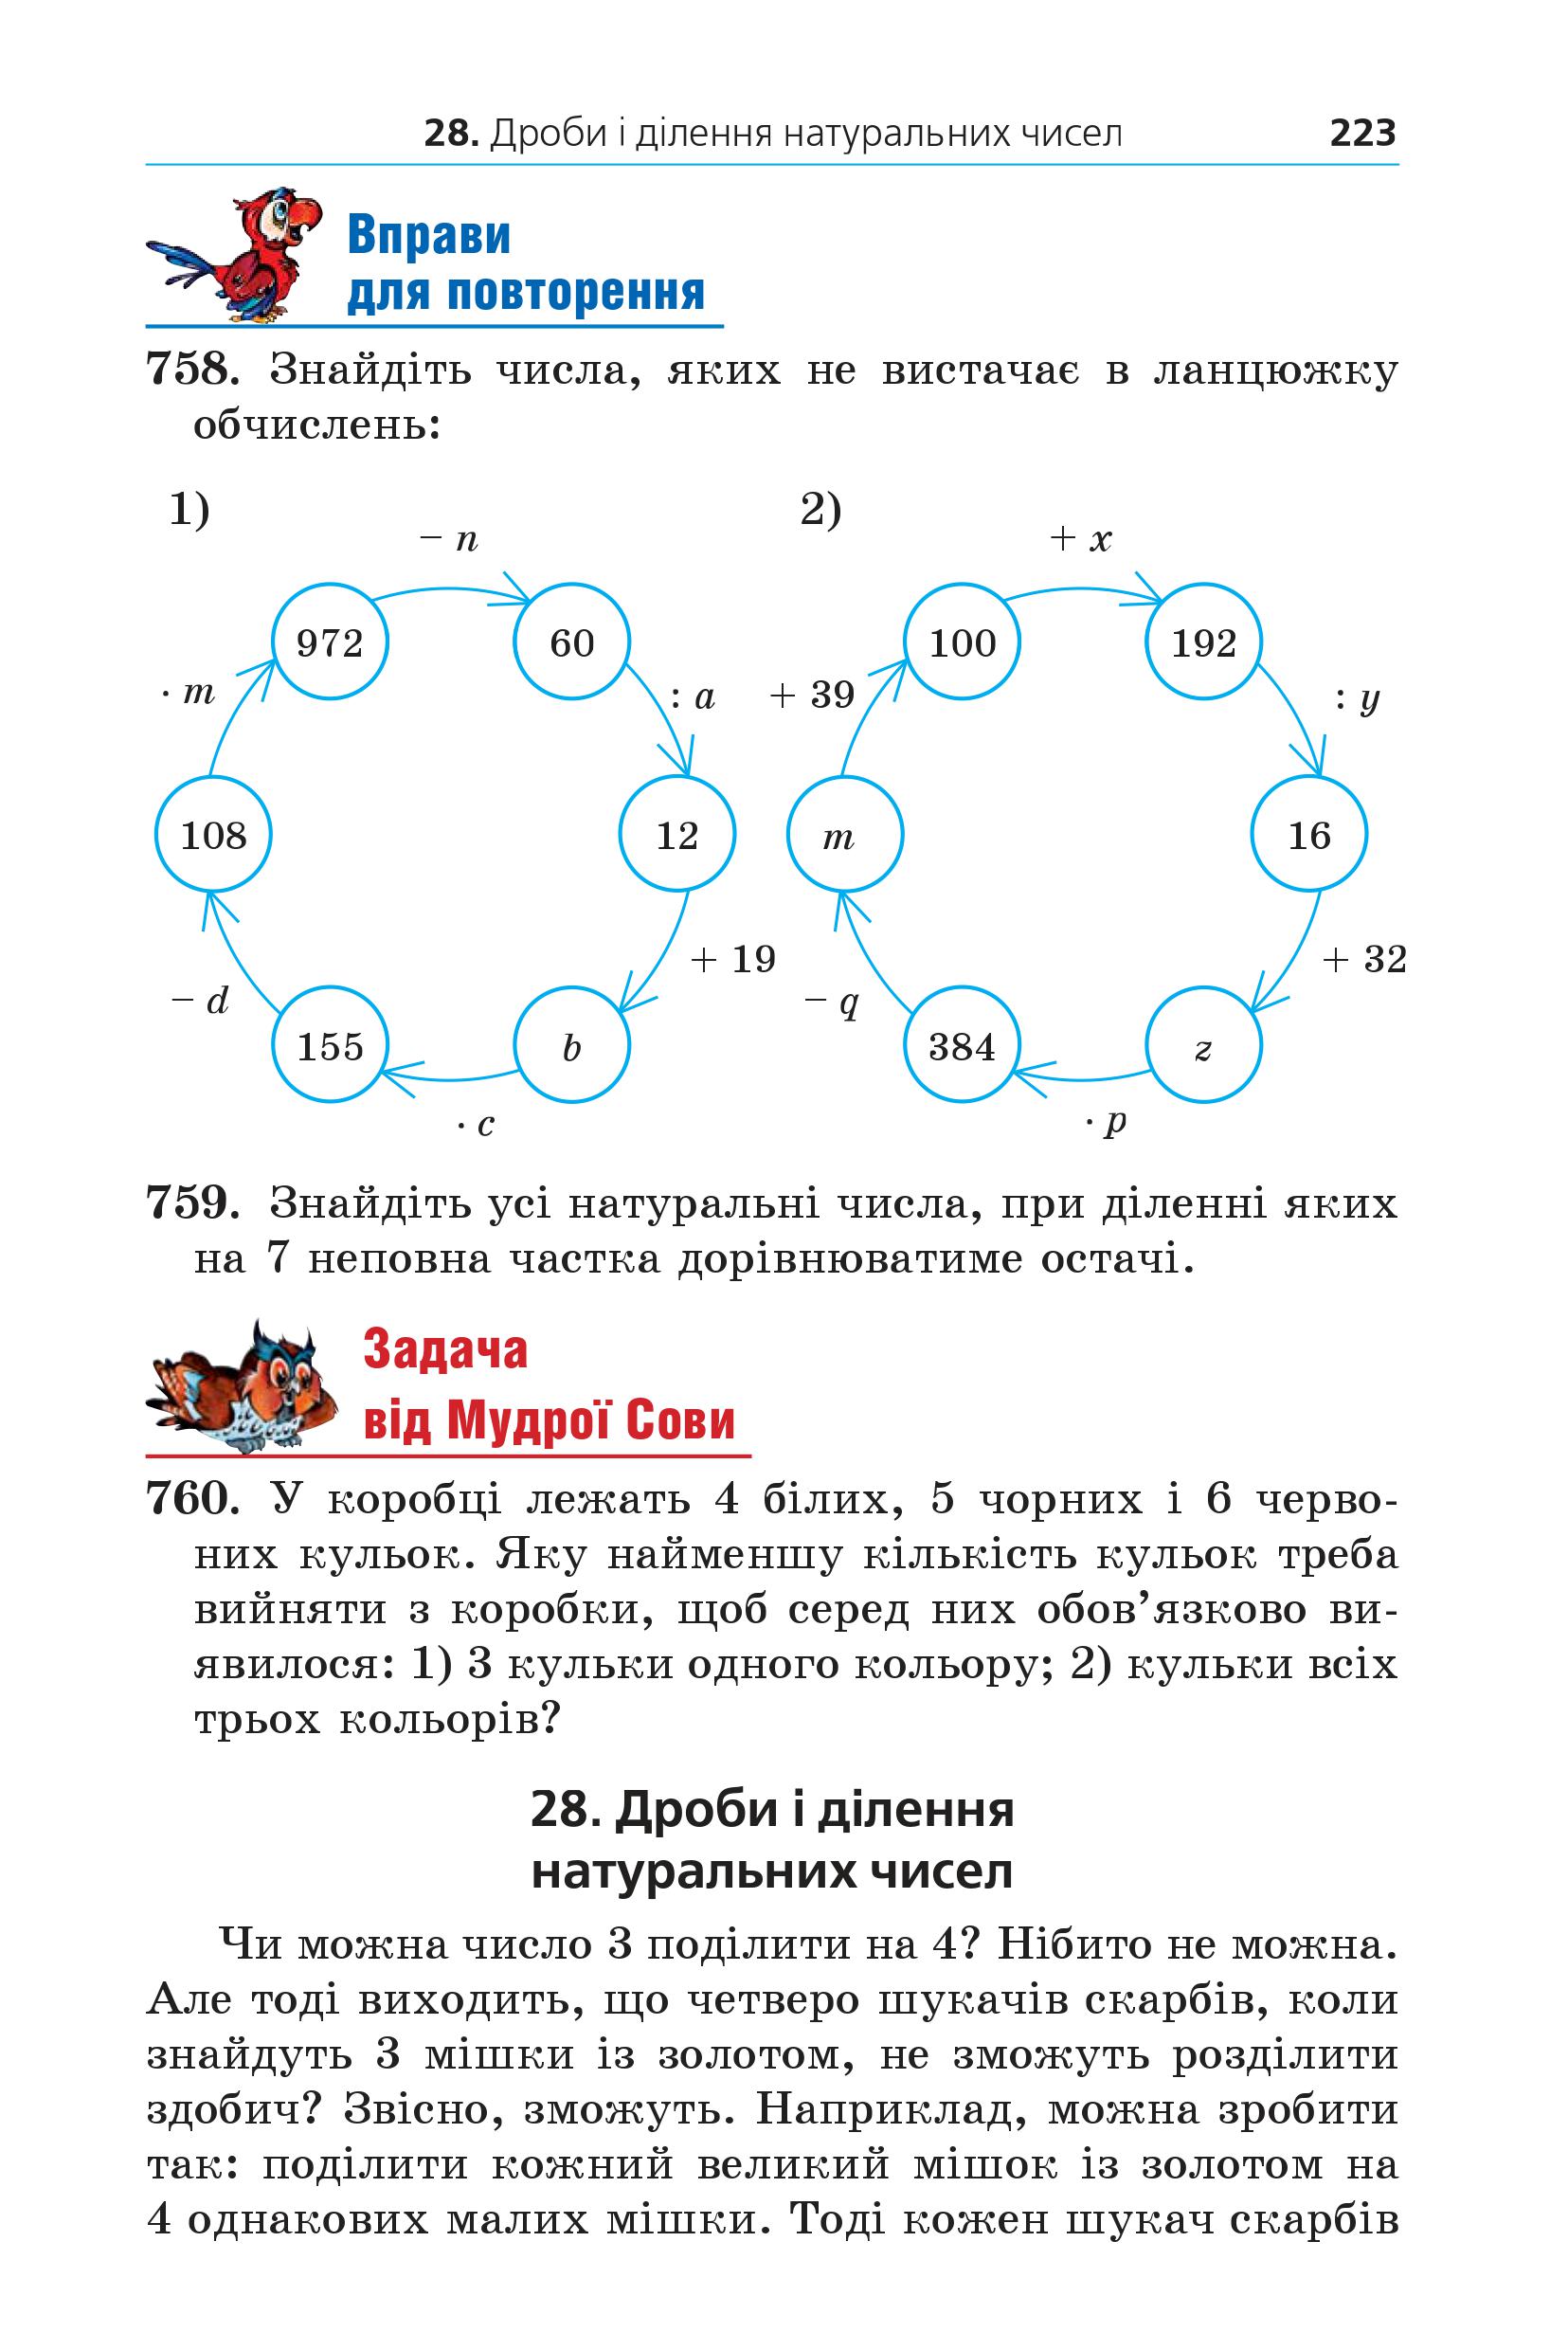 28. Дроби і ділення натуральних чисел 223
Вправи
для повторення
758. Знайдіть числа, яких не вистачає в ланцюжку
обчислень:
1)
– n
972
60
: a
12
+ 19
b
· c
155
– d
108
· m
2)
+ x
100
192
: y
16
+ 32
z
· p
384
– q
m
+ 39
759. Знайдіть усі натуральні числа, при діленні яких
на 7 неповна частка дорівнюватиме остачі.
Задача
від Мудрої Сови
760. У коробці лежать 4 білих, 5 чорних і 6 черво-
них кульок. Яку найменшу кількість кульок треба
вийняти з коробки, щоб серед них обов’язково ви-
явилося: 1) 3 кульки одного кольору; 2) кульки всіх
трьох кольорів?
28. Дроби і ділення
натуральних чисел
Чи можна число 3 поділити на 4? Нібито не можна.
Але тоді виходить, що четверо шукачів скарбів, коли
знайдуть 3 мішки із золотом, не зможуть розділити
здобич? Звісно, зможуть. Наприклад, можна зробити
так: поділити кожний великий мішок із золотом на
4 однакових малих мішки. Тоді кожен шукач скарбів